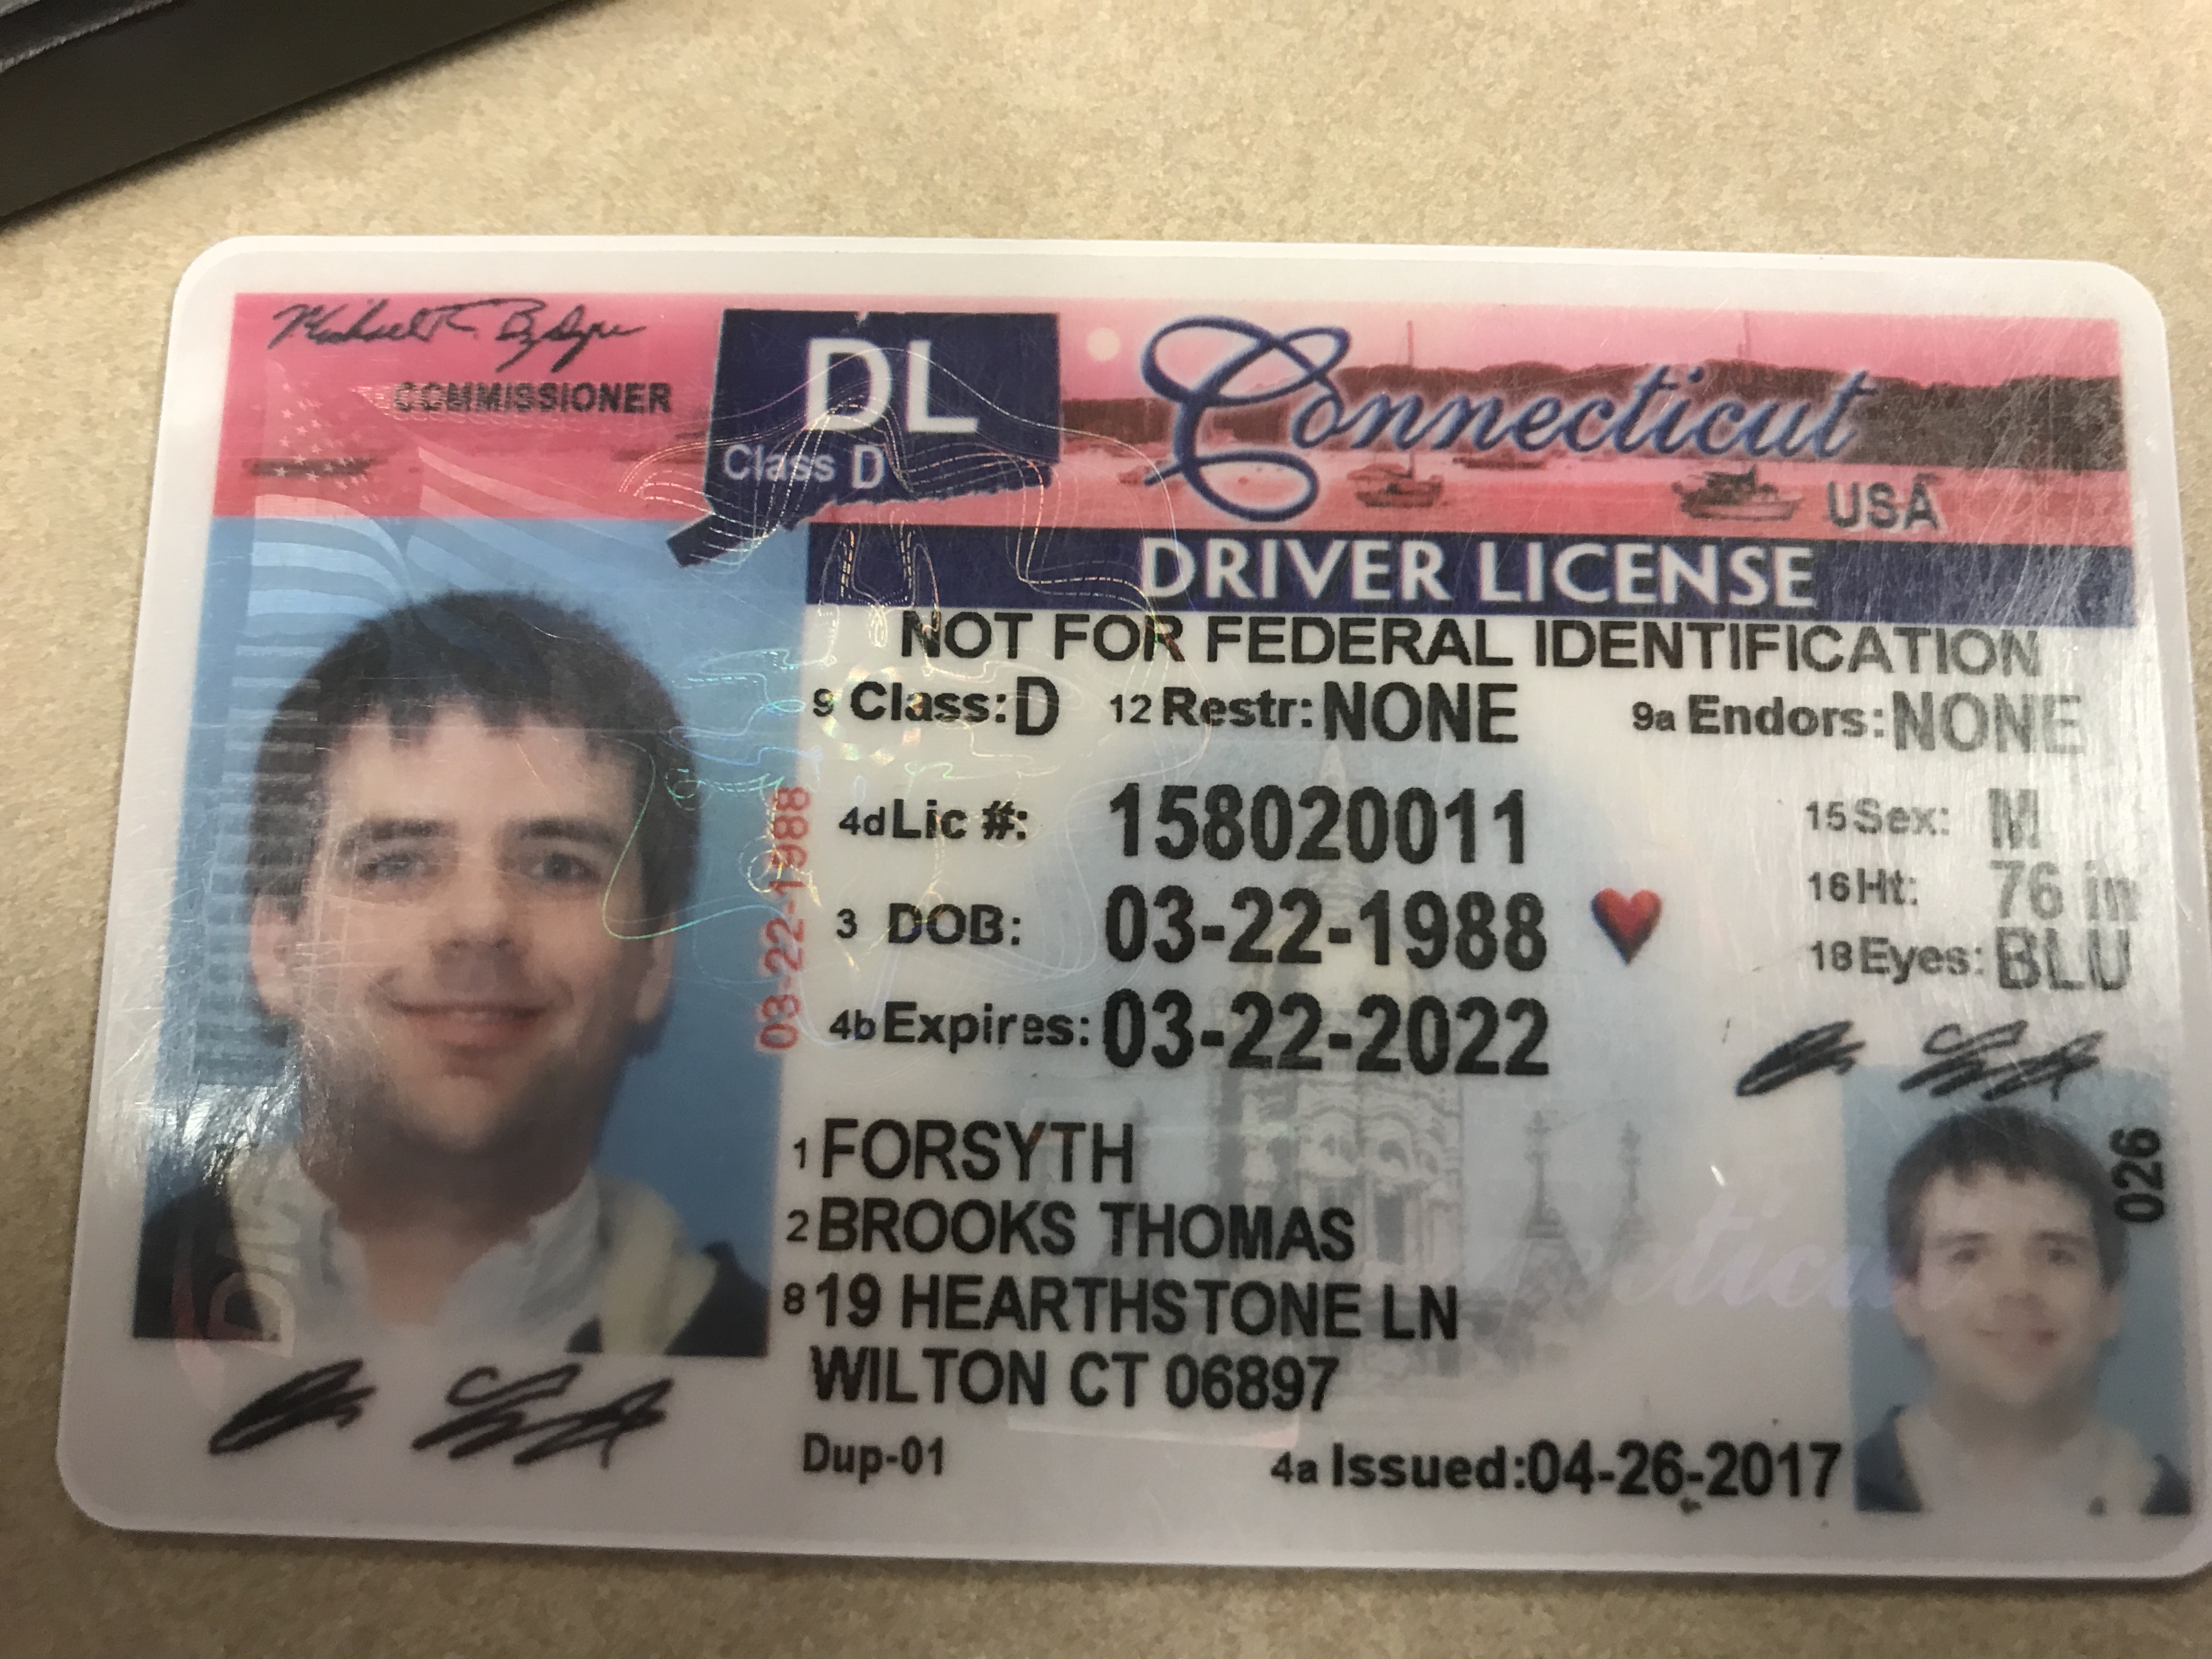 Connecticut USA
DL
Class D
COMMISSIONER
DRIVER LICENSE
NOT FOR FEDERAL IDENTIFICATION
9 Class: D 12 Restr: NONE 9a Endors: NONE
4d Lic #: 158020011 15 Sex: M
3 DOB: 03-22-1988 16 Ht: 76 in
4b Expires: 03-22-2022 18 Eyes: BLU
03-22-1988
1 FORSYTH
2 BROOKS THOMAS
8 19 HEARTHSTONE LN
WILTON CT 06897
Dup-01 4a Issued: 04-26-2017
026
DMV